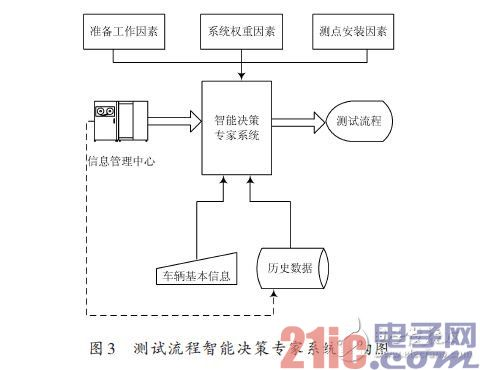 准备工作因素
系统权重因素
测点安装因素
智能决策
专家系统
测试流程
信息管理中心
车辆基本信息
历史数据
图3 测试流程智能决策专家系统 构图
21ic电子网